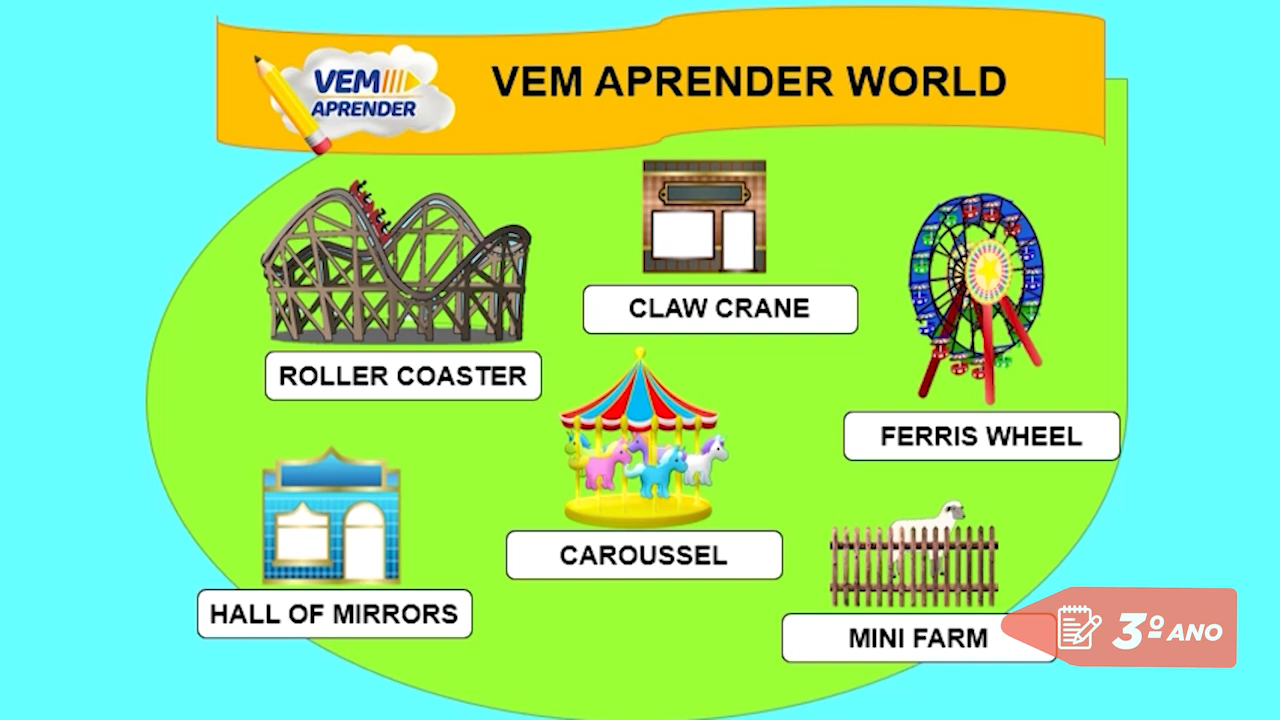 VEM
APRENDER
VEM APRENDER WORLD
CLAW CRANE
ROLLER COASTER
FERRIS WHEEL
CAROUSSEL
HALL OF MIRRORS
MINI FARM
3º ANO